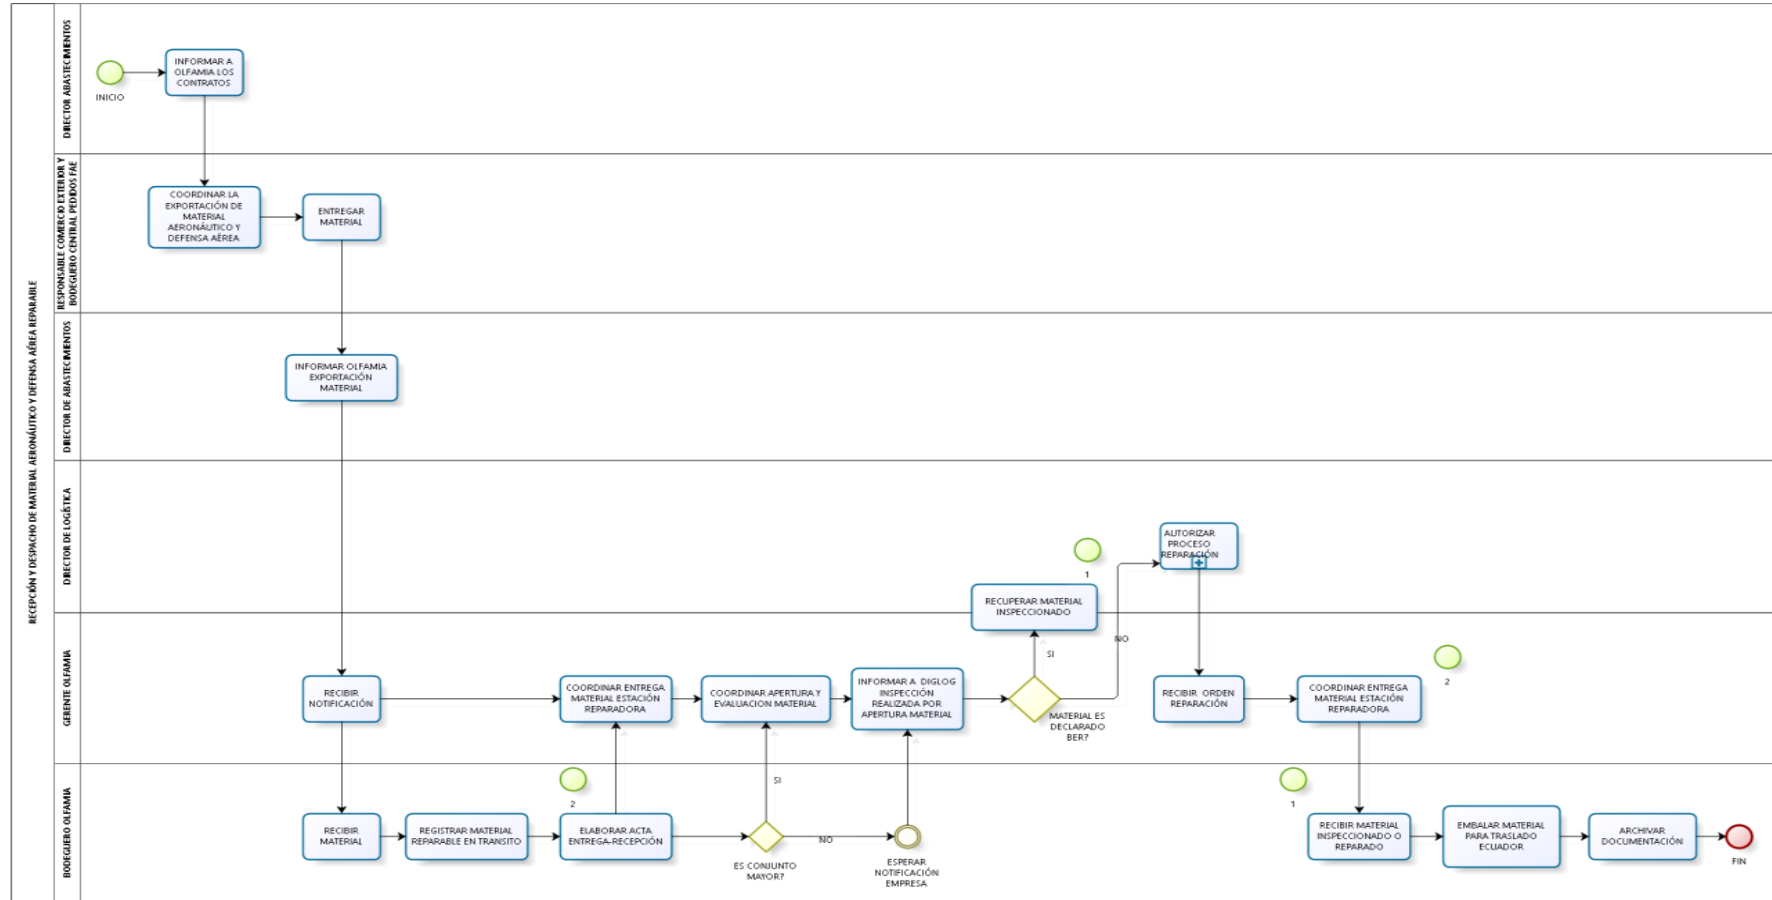 RECEPCIÓN Y DESPACHO DE MATERIAL AERONÁUTICO Y DEFENSA AÉREA REPARABLE
DIRECTOR ABASTECIMIENTOS
INICIO
INFORMAR A
OLFAMIA LOS
CONTRATOS
RESPONSABLE COMERCIO EXTERIOR Y
BODEGUERO CENTRAL PEDIDOS FAE
COORDINAR LA
EXPORTACIÓN DE
MATERIAL
AERONÁUTICO Y
DEFENSA AÉREA
ENTREGAR
MATERIAL
DIRECTOR DE ABASTECIMIENTOS
INFORMAR OLFAMIA
EXPORTACIÓN
MATERIAL
DIRECTOR DE LOGÍSTICA
1
RECUPERAR MATERIAL
INSPECCIONADO
AUTORIZAR
PROCESO
REPARACIÓN
GERENTE OLFAMIA
RECIBIR
NOTIFICACIÓN
COORDINAR ENTREGA
MATERIAL ESTACIÓN
REPARADORA
COORDINAR APERTURA Y
EVALUACION MATERIAL
INFORMAR A DIGLOG
INSPECCIÓN
REALIZADA POR
APERTURA MATERIAL
SI
NO
MATERIAL ES
DECLARADO
BER?
RECIBIR ORDEN
REPARACIÓN
COORDINAR ENTREGA
MATERIAL ESTACIÓN
REPARADORA
2
BODEGUERO OLFAMIA
RECIBIR
MATERIAL
REGISTRAR MATERIAL
REPARABLE EN TRANSITO
2
ELABORAR ACTA
ENTREGA-RECEPCIÓN
SI
NO
ES CONJUNTO
MAYOR?
ESPERAR
NOTIFICACIÓN
EMPRESA
1
RECIBIR MATERIAL
INSPECCIONADO O
REPARADO
EMBALAR MATERIAL
PARA TRASLADO
ECUADOR
ARCHIVAR
DOCUMENTACIÓN
FIN